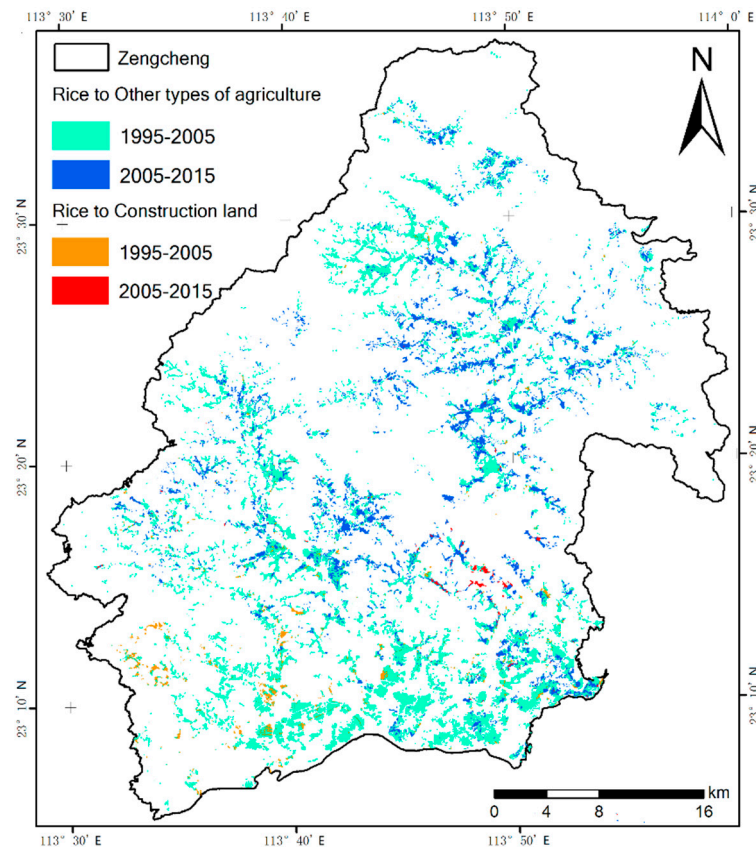 113° 30' E 113° 40' E 113° 50' E 114° 0' E
Zengcheng
N
Rice to Other types of agriculture
1995-2005
2005-2015
Rice to Construction land
1995-2005
2005-2015
23° 30' N
23° 30' N
23° 20' N
23° 20' N
23° 10' N
23° 10' N
km
0 4 8 16
113° 30' E 113° 40' E 113° 50' E